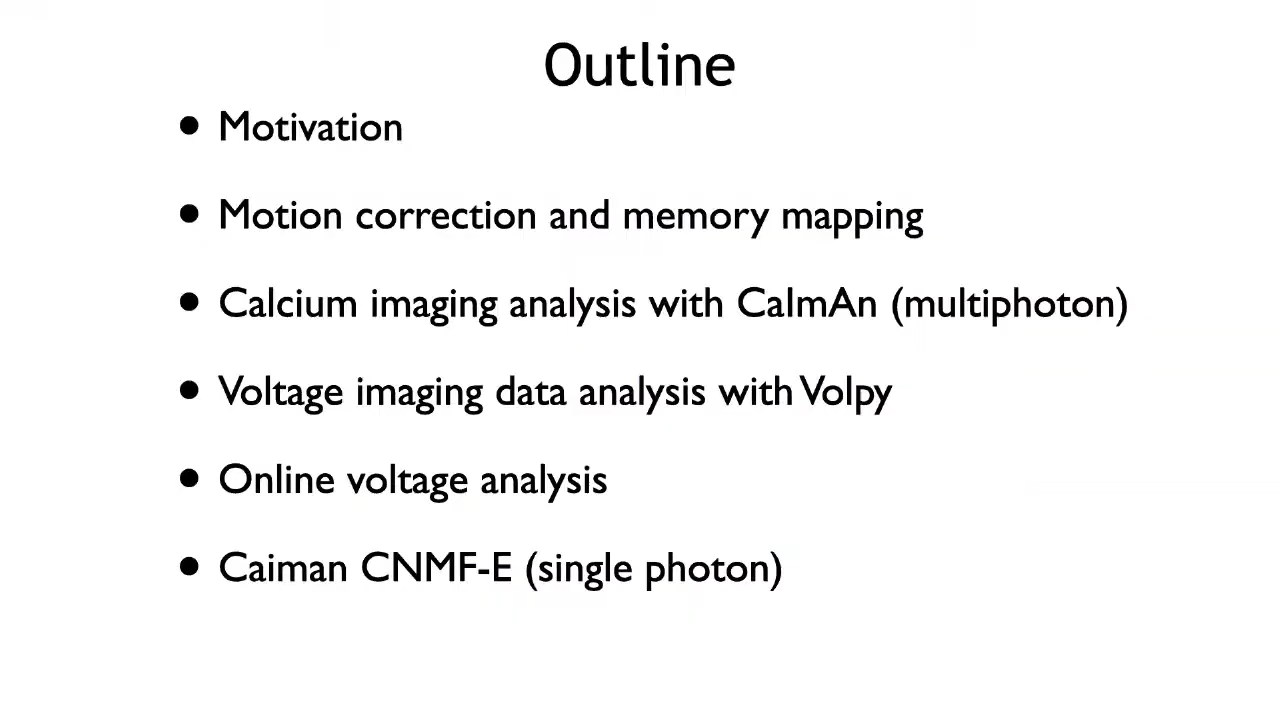 Outline
• Motivation
• Motion correction and memory mapping
• Calcium imaging analysis with CaImAn (multiphoton)
• Voltage imaging data analysis with Volpy
• Online voltage analysis
• Caiman CNMF-E (single photon)